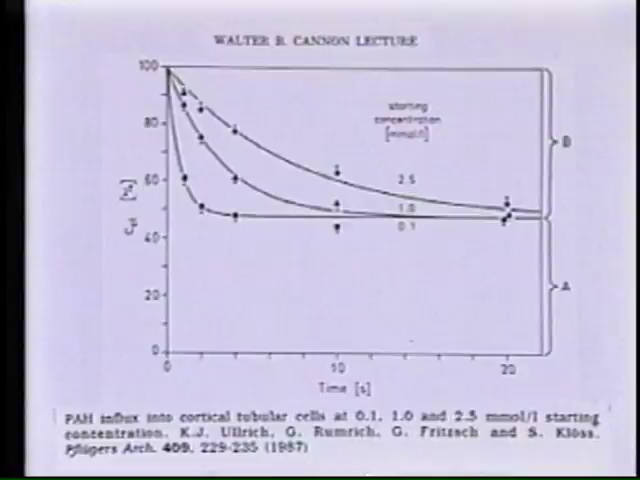 WALTER B. CANNON LECTURE
100
80
60
40
20
0
0
10
20
starting
concentration
[mmol/l]
2.5
1.0
0.1
B
A
Time [s]
PAH influx into cortical tubular cells at 0.1, 1.0 and 2.5 mmol/l starting
concentration. K.J. Ullrich, G. Rumrich, G. Fritzsch and S. Klöss.
Pflügers Arch. 409, 229-235 (1987)